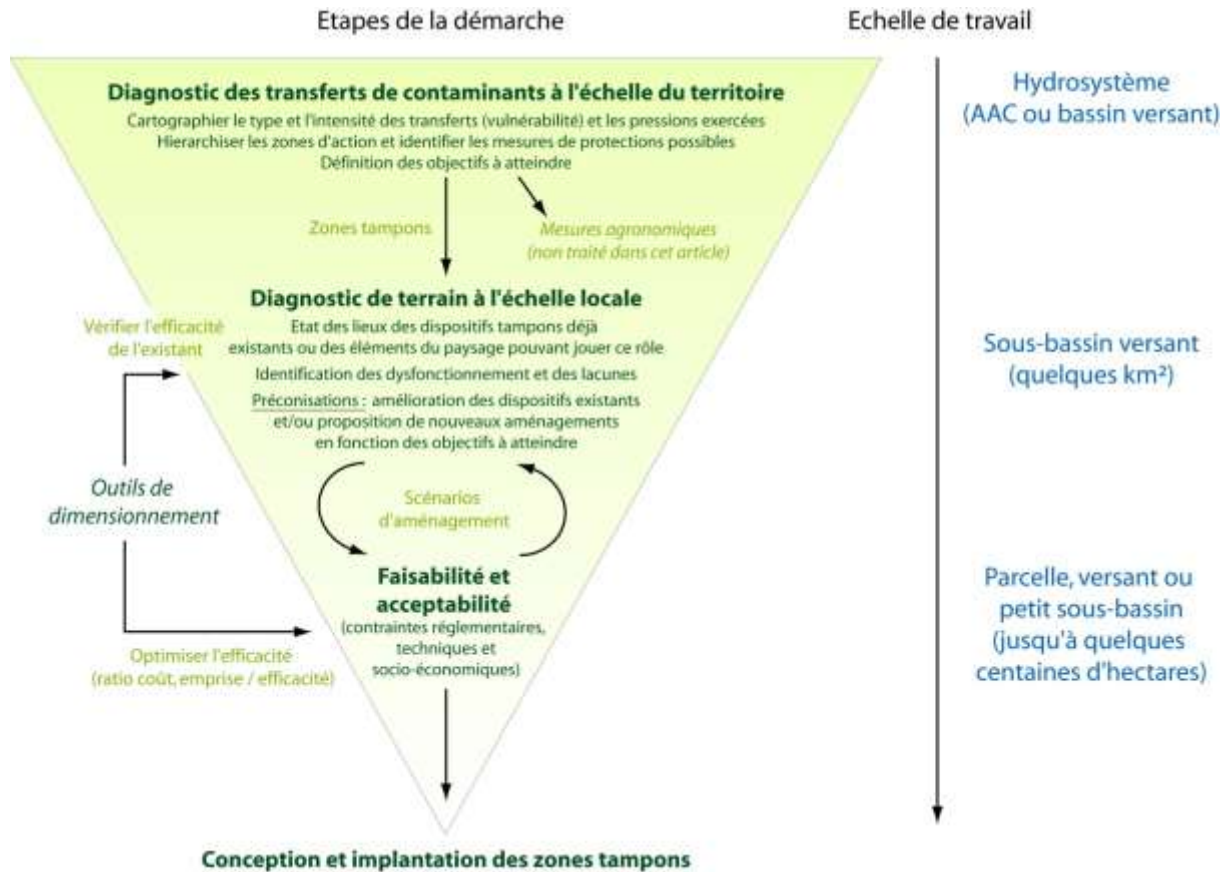 Etapes de la démarche
Echelle de travail
Diagnostic des transferts de contaminants à l'échelle du territoire
Cartographier le type et l'intensité des transferts (vulnérabilité) et les pressions exercées
Hierarchiser les zones d'action et identifier les mesures de protections possibles
Définition des objectifs à atteindre
Hydrosystème
(AAC ou bassin versant)
Zones tampons
Mesures agronomiques
(non traité dans cet article)
Diagnostic de terrain à l'échelle locale
Etat des lieux des dispositifs tampons déjà
existants ou des éléments du paysage pouvant jouer ce rôle
Identification des dysfonctionnement et des lacunes
Préconisations : amélioration des dispositifs existants
et/ou proposition de nouveaux aménagements
en fonction des objectifs à atteindre
Vérifier l'efficacité
de l'existant
Sous-bassin versant
(quelques km²)
Outils de
dimensionnement
Scénarios
d'aménagement
Faisabilité et
acceptabilité
(contraintes réglementaires,
techniques et
socio-économiques)
Optimiser l'efficacité
(ratio coût, emprise / efficacité)
Parcelle, versant ou
petit sous-bassin
(jusqu'à quelques
centaines d'hectares)
Conception et implantation des zones tampons